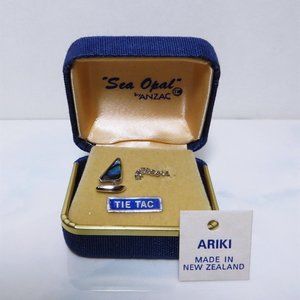 "Sea Opal"
by ANZAC
TIE TAC
ARIKI
MADE IN
NEW ZEALAND